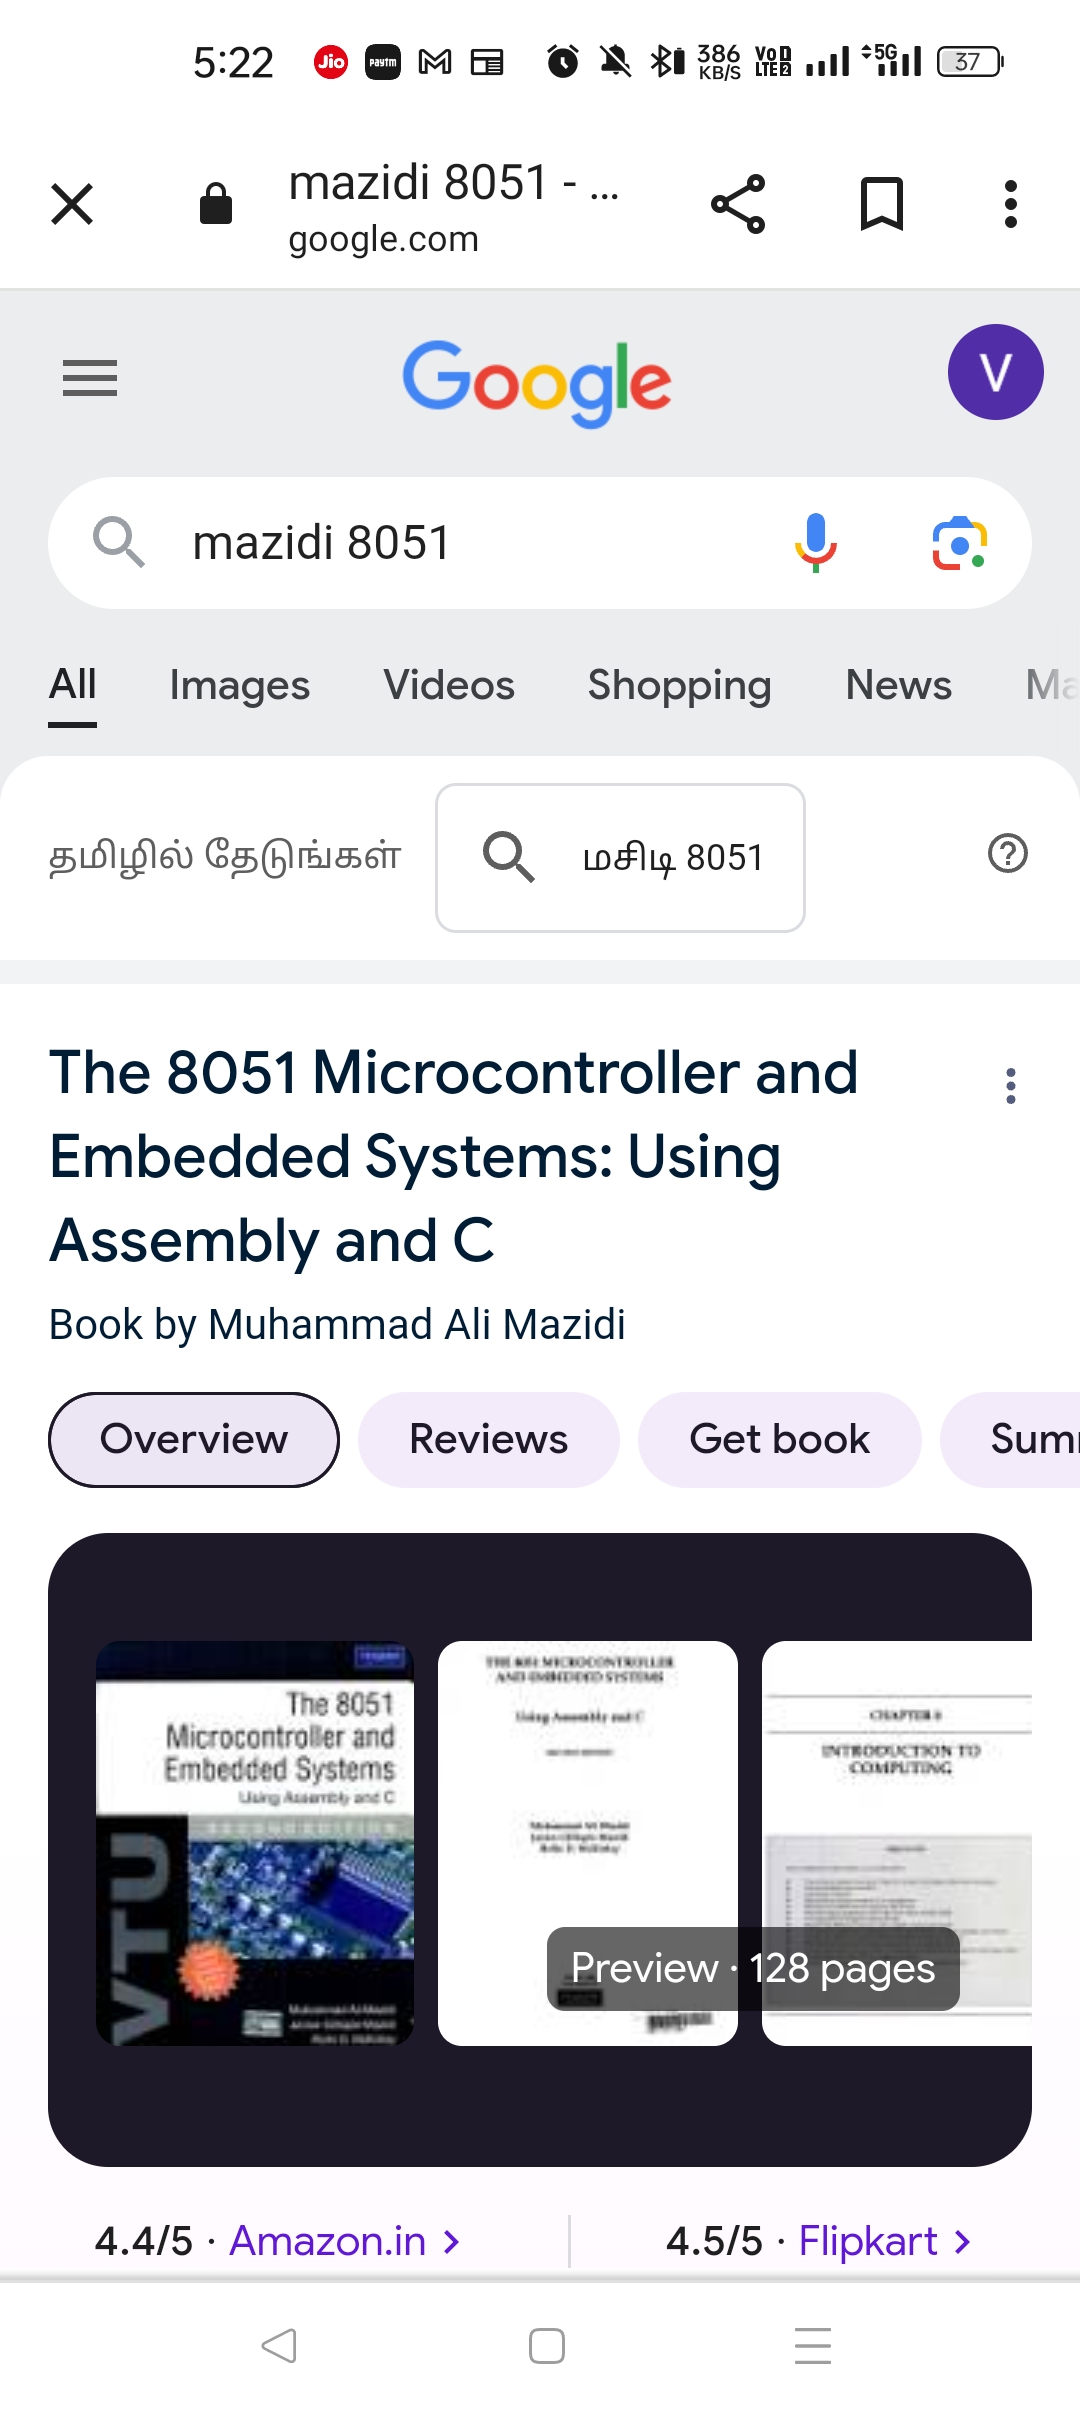 5:22 Jio Paytm 386 KB/S Vo 1 LTE 2 5G 37
mazidi 8051 - ...
google.com
Google
V
mazidi 8051
All Images Videos Shopping News Ma
தமிழில் தேடுங்கள் மசிடி 8051
The 8051 Microcontroller and
Embedded Systems: Using
Assembly and C
Book by Muhammad Ali Mazidi
Overview Reviews Get book Sum
The 8051
Microcontroller and
Embedded Systems
Using Assembly and C
VTU
THE 8051 MICROCONTROLLER
AND EMBEDDED SYSTEMS
Using Assembly and C
CHAPTER 0
INTRODUCTION TO
COMPUTING
Preview · 128 pages
4.4/5 · Amazon.in
4.5/5 · Flipkart